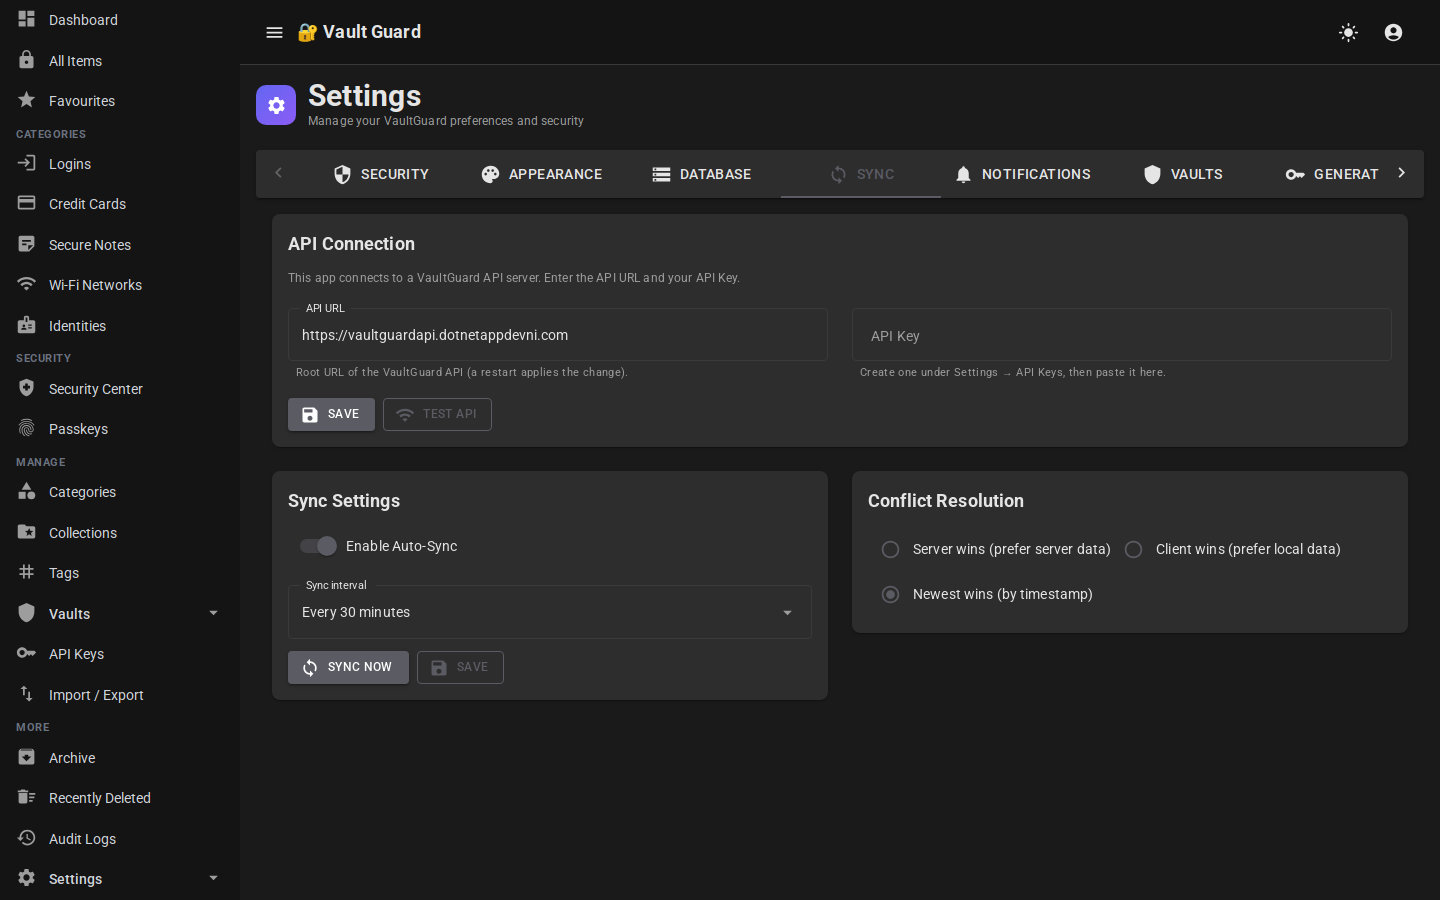 Dashboard
All Items
Favourites
CATEGORIES
Logins
Credit Cards
Secure Notes
Wi-Fi Networks
Identities
SECURITY
Security Center
Passkeys
MANAGE
Categories
Collections
Tags
Vaults
API Keys
Import / Export
MORE
Archive
Recently Deleted
Audit Logs
Settings
Vault Guard
Settings
Manage your VaultGuard preferences and security
SECURITY APPEARANCE DATABASE SYNC NOTIFICATIONS VAULTS GENERAT
API Connection
This app connects to a VaultGuard API server. Enter the API URL and your API Key.
API URL
https://vaultguardapi.dotnetappdevni.com
Root URL of the VaultGuard API (a restart applies the change).
API Key
Create one under Settings → API Keys, then paste it here.
SAVE TEST API
Sync Settings
Enable Auto-Sync
Sync interval
Every 30 minutes
SYNC NOW SAVE
Conflict Resolution
Server wins (prefer server data) Client wins (prefer local data)
Newest wins (by timestamp)